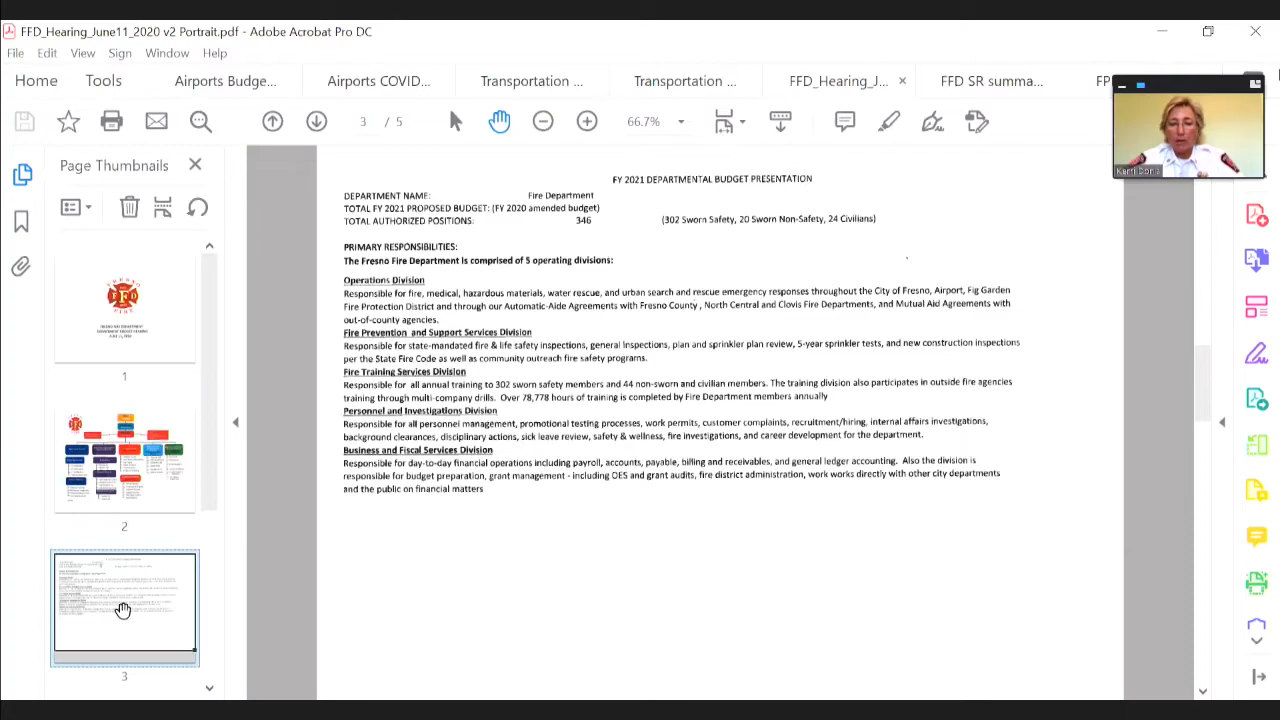 FFD_Hearing_June11_2020 v2 Portrait.pdf - Adobe Acrobat Pro DC
File Edit View Sign Window Help
Home Tools Airports Budge... Airports COVID... Transportation ... Transportation ... FFD_Hearing_J... FFD SR summa...
3 / 5 66.7%
Page Thumbnails
1
2
3
FY 2021 DEPARTMENTAL BUDGET PRESENTATION
DEPARTMENT NAME: Fire Department
TOTAL FY 2021 PROPOSED BUDGET: (FY 2020 amended budget)
TOTAL AUTHORIZED POSITIONS: 346 (302 Sworn Safety, 20 Sworn Non-Safety, 24 Civilians)
PRIMARY RESPONSIBILITIES:
The Fresno Fire Department is comprised of 5 operating divisions:
Operations Division
Responsible for fire, medical, hazardous materials, water rescue, and urban search and rescue emergency responses throughout the City of Fresno, Airport, Fig Garden
Fire Protection District and through our Automatic-Aide Agreements with Fresno County , North Central and Clovis Fire Departments, and Mutual Aid Agreements with
out-of-county agencies.
Fire Prevention and Support Services Division
Responsible for state-mandated fire & life safety inspections, general inspections, plan and sprinkler plan review, 5-year sprinkler tests, and new construction inspections
per the State Fire Code as well as community outreach fire safety programs.
Fire Training Services Division
Responsible for all annual training to 302 sworn safety members and 44 non-sworn and civilian members. The training division also participates in outside fire agencies
training through multi-company drills. Over 78,778 hours of training is completed by Fire Department members annually
Personnel and Investigations Division
Responsible for all personnel management, promotional testing processes, work permits, customer complaints, recruitment/hiring, internal affairs investigations,
background clearances, disciplinary actions, sick leave review, safety & wellness, fire investigations, and career development for the department.
Business and Fiscal Services Division
Responsible for day-to-day financial operations including payroll, accounts, payable, billing and receivables, and general ledger accounting. Also the division is
responsible for budget preparation, grant management - including OES and grant audits, fire district administration, work works directly with other city departments
and the public on financial matters